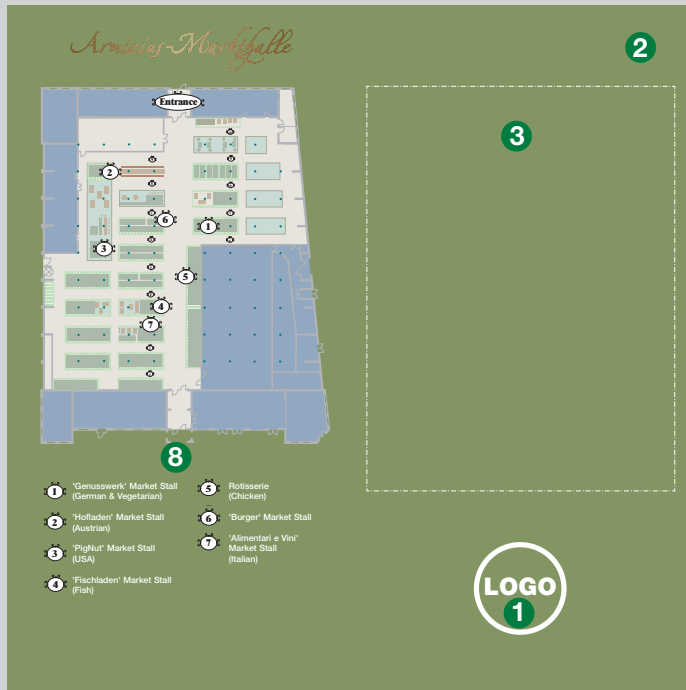 Arminius-Markthalle
2
Entrance
3
2
6
1
3
5
4
7
8
1 'Genusswerk' Market Stall
(German & Vegetarian)
2 'Hofladen' Market Stall
(Austrian)
3 'PigNut' Market Stall
(USA)
4 'Fischladen' Market Stall
(Fish)
5 Rotisserie
(Chicken)
6 'Burger' Market Stall
7 'Alimentari e Vini'
Market Stall
(Italian)
LOGO
1